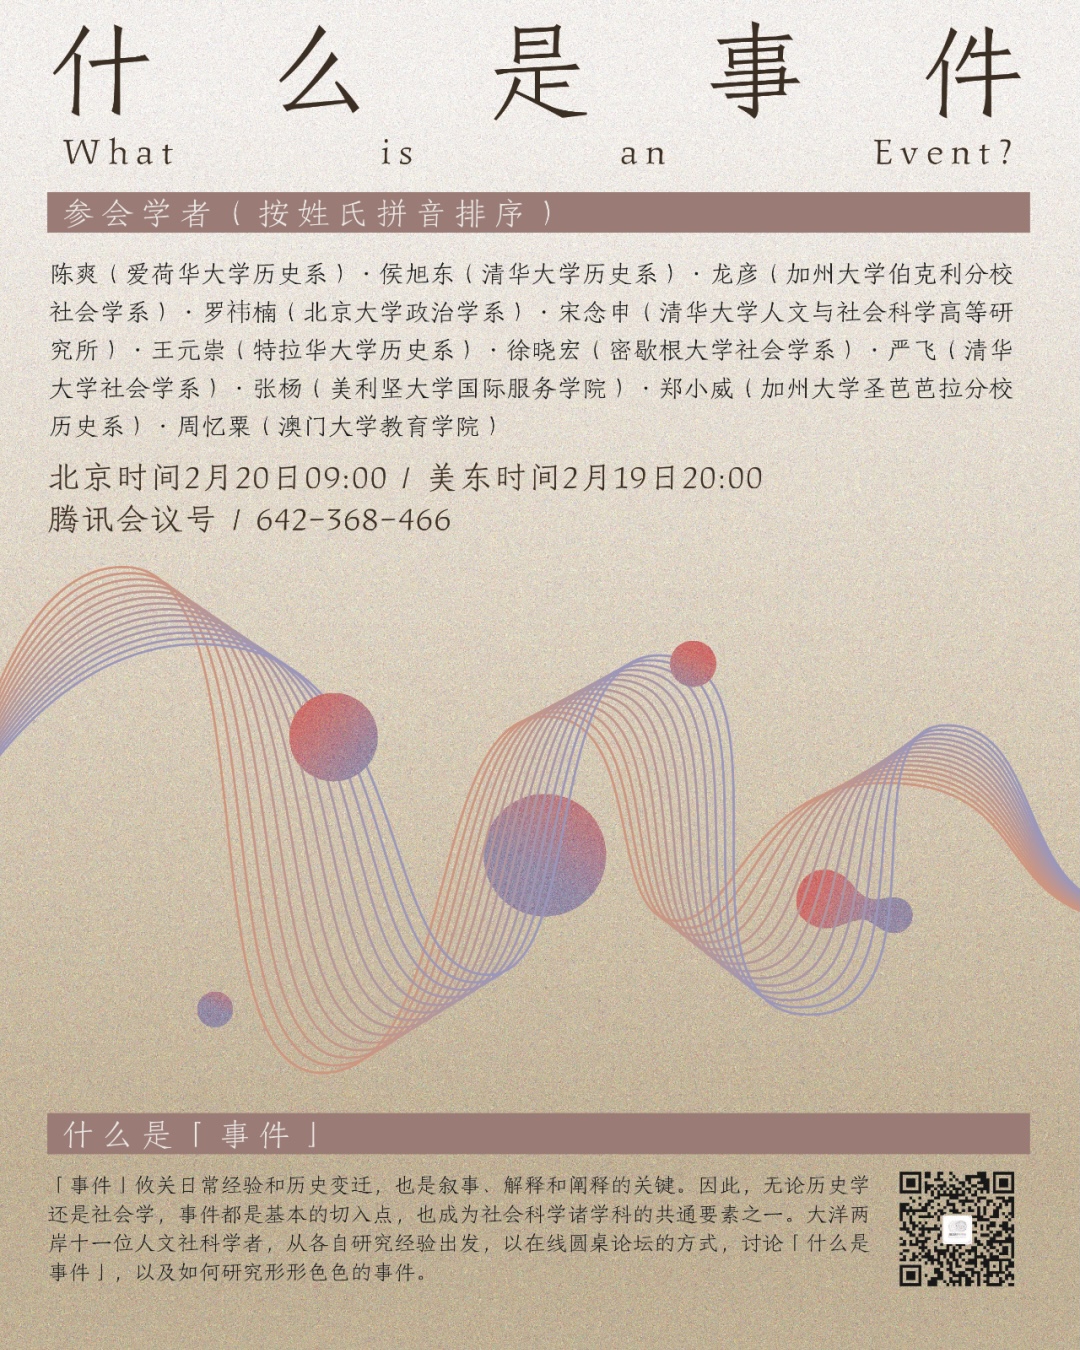 什么是事件
What is an Event?
参会学者（按姓氏拼音排序）
陈爽（爱荷华大学历史系）· 侯旭东（清华大学历史系）· 龙彦（加州大学伯克利分校
社会学系）· 罗祎楠（北京大学政治学系）· 宋念申（清华大学人文与社会科学高等研
究所）· 王元崇（特拉华大学历史系）· 徐晓宏（密歇根大学社会学系）· 严飞（清华
大学社会学系）· 张杨（美利坚大学国际服务学院）· 郑小威（加州大学圣芭芭拉分校
历史系）· 周忆粟（澳门大学教育学院）
北京时间2月20日09:00 / 美东时间2月19日20:00
腾讯会议号 / 642-368-466
什么是「事件」
「事件」攸关日常经验和历史变迁，也是叙事、解释和阐释的关键。因此，无论历史学
还是社会学，事件都是基本的切入点，也成为社会科学诸学科的共通要素之一。大洋两
岸十一位人文社科学者，从各自研究经验出发，以在线圆桌论坛的方式，讨论「什么是
事件」，以及如何研究形形色色的事件。